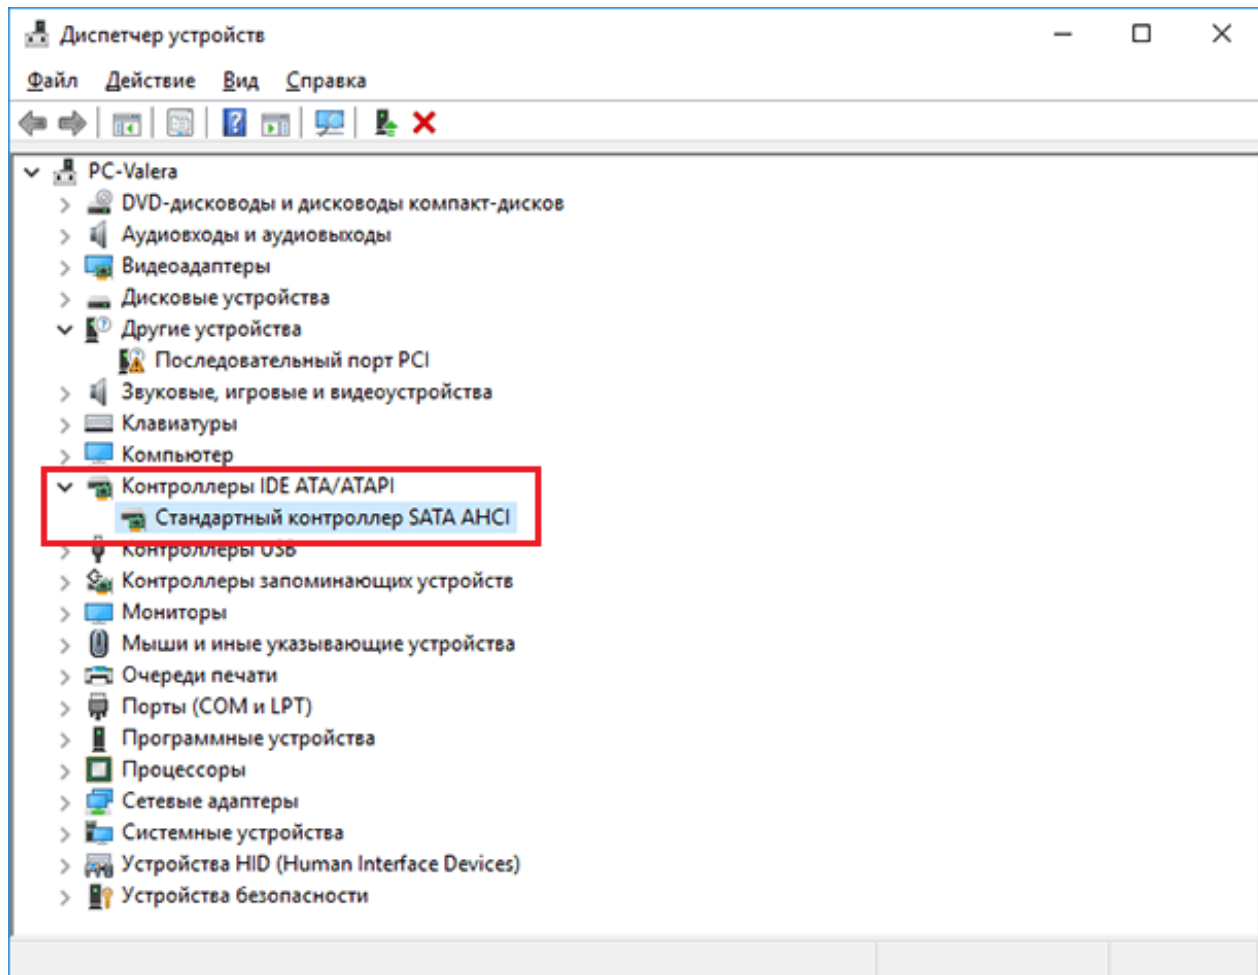 Диспетчер устройств
Файл Действие Вид Справка
PC-Valera
DVD-дисководы и дисководы компакт-дисков
Аудиовходы и аудиовыходы
Видеоадаптеры
Дисковые устройства
Другие устройства
Последовательный порт PCI
Звуковые, игровые и видеоустройства
Клавиатуры
Компьютер
Контроллеры IDE ATA/ATAPI
Стандартный контроллер SATA AHCI
Контроллеры USB
Контроллеры запоминающих устройств
Мониторы
Мыши и иные указывающие устройства
Очереди печати
Порты (COM и LPT)
Программные устройства
Процессоры
Сетевые адаптеры
Системные устройства
Устройства HID (Human Interface Devices)
Устройства безопасности